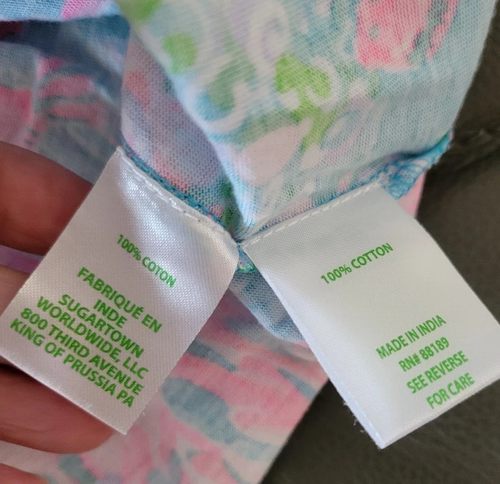 100% COTON
FABRIQUÉ EN
INDE
SUGARTOWN
WORLDWIDE, LLC
800 THIRD AVENUE
KING OF PRUSSIA PA
100% COTTON
MADE IN INDIA
RN# 88189
SEE REVERSE
FOR CARE